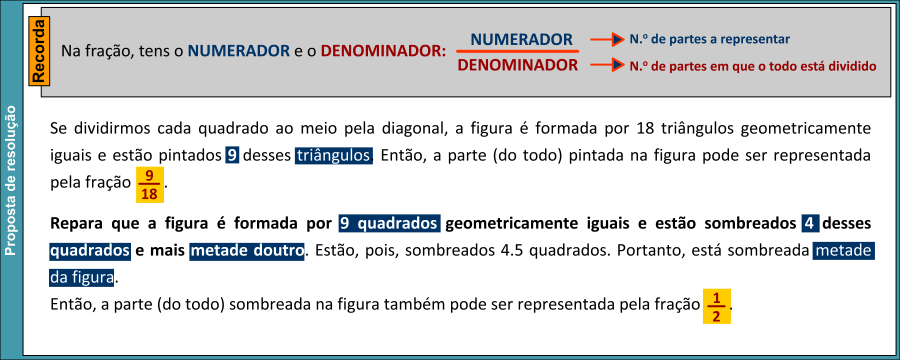 Proposta de resolução
Recorda
Na fração, tens o NUMERADOR e o DENOMINADOR:
NUMERADOR
DENOMINADOR
N.º de partes a representar
N.º de partes em que o todo está dividido
Se dividirmos cada quadrado ao meio pela diagonal, a figura é formada por 18 triângulos geometricamente
iguais e estão pintados 9 desses triângulos. Então, a parte (do todo) pintada na figura pode ser representada
pela fração 9/18.
Repara que a figura é formada por 9 quadrados geometricamente iguais e estão sombreados 4 desses
quadrados e mais metade doutro. Estão, pois, sombreados 4.5 quadrados. Portanto, está sombreada metade
da figura.
Então, a parte (do todo) sombreada na figura também pode ser representada pela fração 1/2.